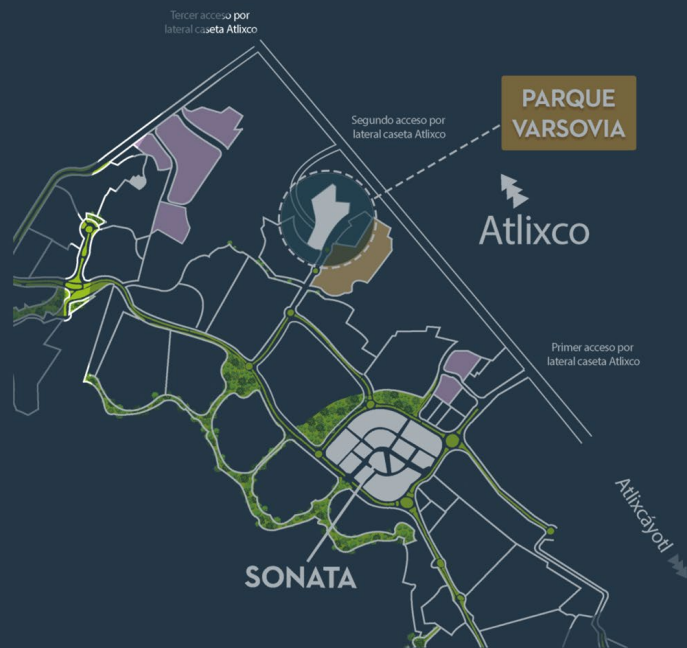 Tercer acceso por
lateral caseta Atlixco
Segundo acceso por
lateral caseta Atlixco
PARQUE
VARSOVIA
Atlixco
Primer acceso por
lateral caseta Atlixco
Atlixcáyotl
SONATA